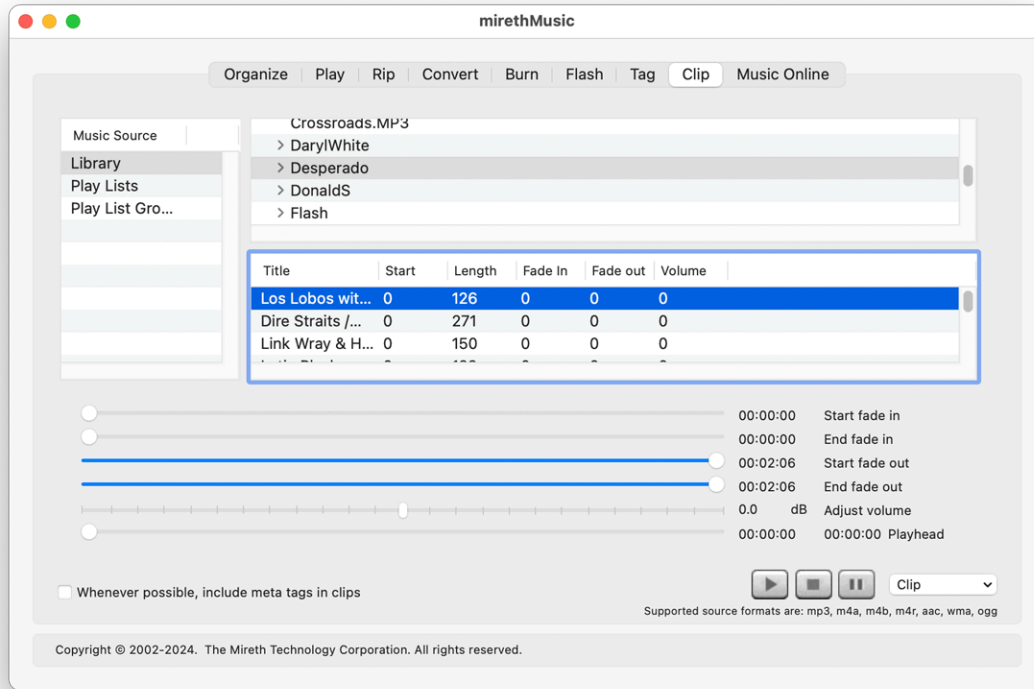 mirethMusic
Organize Play Rip Convert Burn Flash Tag Clip Music Online
Music Source
Library
Play Lists
Play List Gro...
Crossroads.MP3
DarylWhite
Desperado
DonaldS
Flash
Title Start Length Fade In Fade out Volume
Los Lobos wit... 0 126 0 0 0
Dire Straits /... 0 271 0 0 0
Link Wray & H... 0 150 0 0 0
00:00:00 Start fade in
00:00:00 End fade in
00:02:06 Start fade out
00:02:06 End fade out
0.0 dB Adjust volume
00:00:00 00:00:00 Playhead
Whenever possible, include meta tags in clips
Clip
Supported source formats are: mp3, m4a, m4b, m4r, aac, wma, ogg
Copyright © 2002-2024. The Mireth Technology Corporation. All rights reserved.